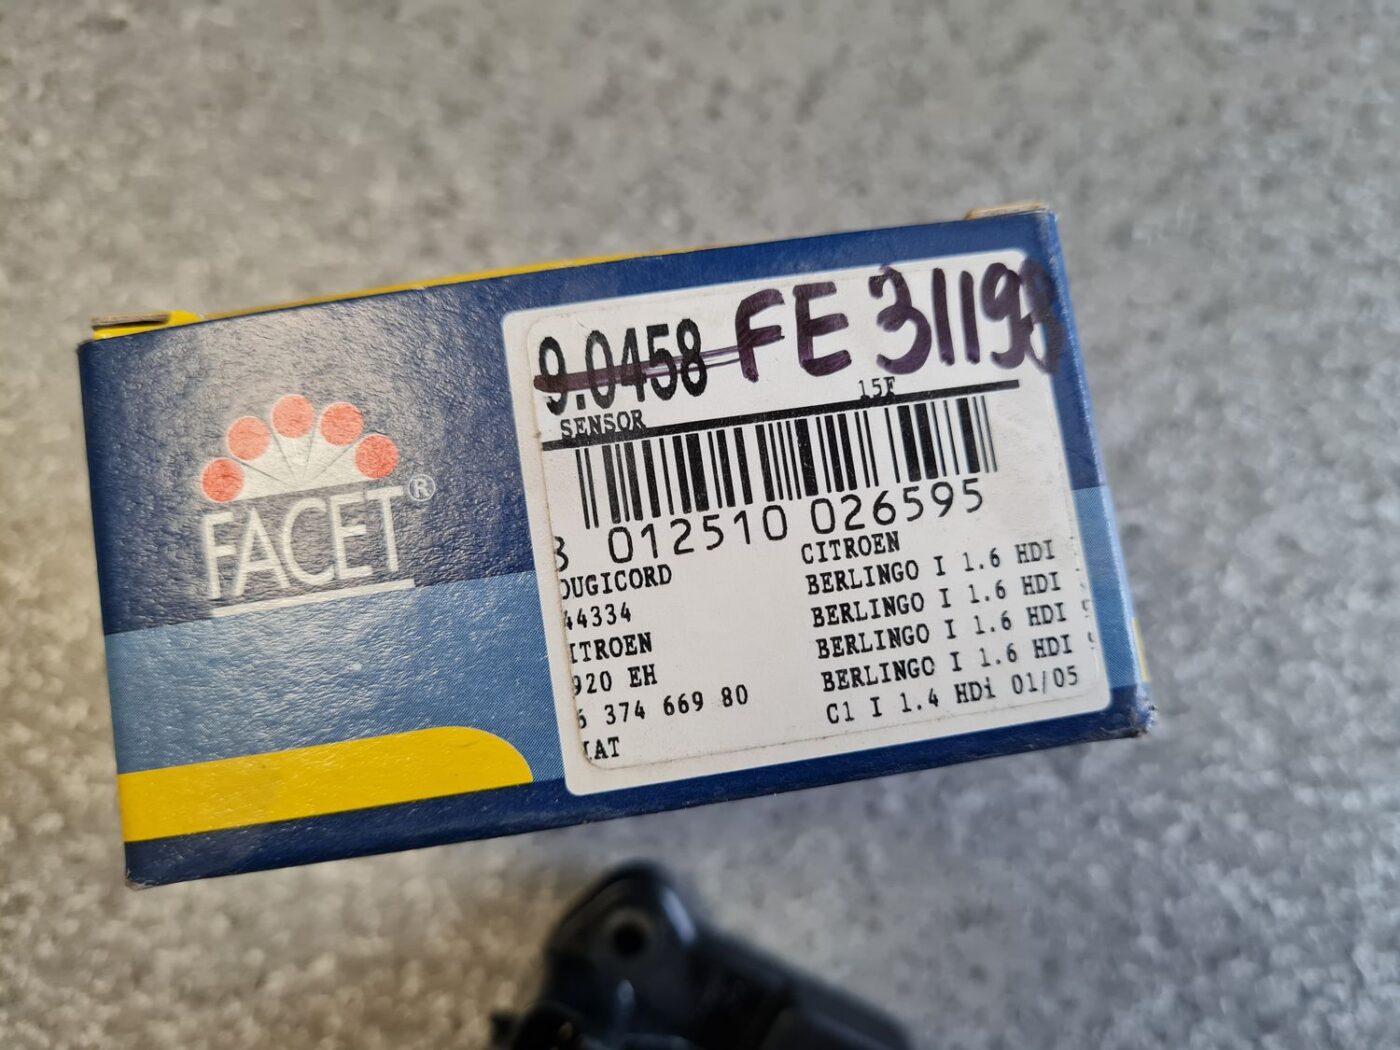 FACET®
9.0458 FE 31193
SENSOR 15F
8 012510 026595
OUGICORD
44334
ITROEN
920 EH
6 374 669 80
IAT
CITROEN
BERLINGO I 1.6 HDI
BERLINGO I 1.6 HDI
BERLINGO I 1.6 HDI
BERLINGO I 1.6 HDI
C1 I 1.4 HDi 01/05